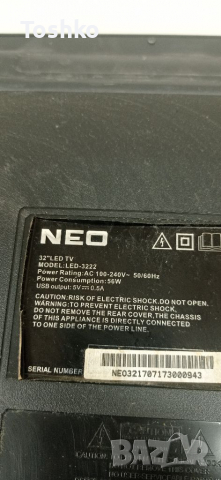 Toshko
NEO
32"LED TV
MODEL: LED-3222
Power Rating: AC 100-240V~ 50/60Hz
Power Consumption: 56W
USB output: 5V⎓0.5A
CAUTION: RISK OF ELECTRIC SHOCK.DO NOT OPEN.
WARNING: TO PREVENT ELECTRIC SHOCK,
DO NOT REMOVE THE REAR COVER,THE CHASSIS
OF THIS APPLIANCE IS DIRECTLY CONNECTED
TO ONE SIDE OF THE POWER LINE.
SERIAL NUMBER
NEO321707173000943
bazar